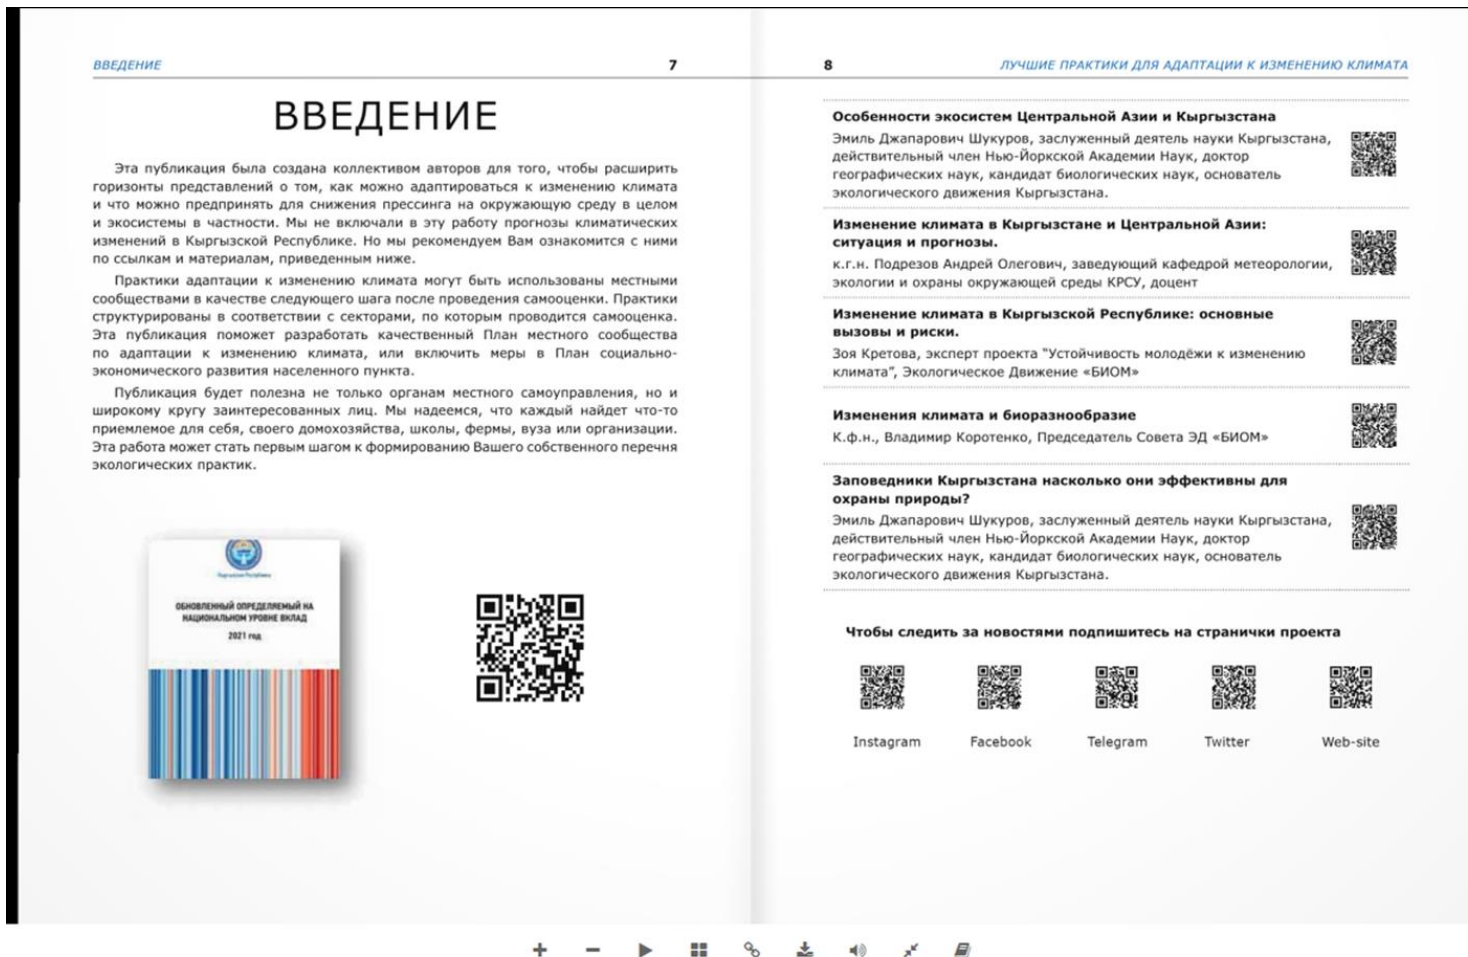 ВВЕДЕНИЕ
7
ВВЕДЕНИЕ
Эта публикация была создана коллективом авторов для того, чтобы расширить
горизонты представлений о том, как можно адаптироваться к изменению климата
и что можно предпринять для снижения прессинга на окружающую среду в целом
и экосистемы в частности. Мы не включали в эту работу прогнозы климатических
изменений в Кыргызской Республике. Но мы рекомендуем Вам ознакомится с ними
по ссылкам и материалам, приведенным ниже.
Практики адаптации к изменению климата могут быть использованы местными
сообществами в качестве следующего шага после проведения самооценки. Практики
структурированы в соответствии с секторами, по которым проводится самооценка.
Эта публикация поможет разработать качественный План местного сообщества
по адаптации к изменению климата, или включить меры в План социально-
экономического развития населенного пункта.
Публикация будет полезна не только органам местного самоуправления, но и
широкому кругу заинтересованных лиц. Мы надеемся, что каждый найдет что-то
приемлемое для себя, своего домохозяйства, школы, фермы, вуза или организации.
Эта работа может стать первым шагом к формированию Вашего собственного перечня
экологических практик.
Кыргызская Республика
ОБНОВЛЕННЫЙ ОПРЕДЕЛЯЕМЫЙ НА
НАЦИОНАЛЬНОМ УРОВНЕ ВКЛАД
2021 год
8
ЛУЧШИЕ ПРАКТИКИ ДЛЯ АДАПТАЦИИ К ИЗМЕНЕНИЮ КЛИМАТА
Особенности экосистем Центральной Азии и Кыргызстана
Эмиль Джапарович Шукуров, заслуженный деятель науки Кыргызстана,
действительный член Нью-Йоркской Академии Наук, доктор
географических наук, кандидат биологических наук, основатель
экологического движения Кыргызстана.
Изменение климата в Кыргызстане и Центральной Азии:
ситуация и прогнозы.
к.г.н. Подрезов Андрей Олегович, заведующий кафедрой метеорологии,
экологии и охраны окружающей среды КРСУ, доцент
Изменение климата в Кыргызской Республике: основные
вызовы и риски.
Зоя Кретова, эксперт проекта “Устойчивость молодёжи к изменению
климата”, Экологическое Движение «БИОМ»
Изменения климата и биоразнообразие
К.ф.н., Владимир Коротенко, Председатель Совета ЭД «БИОМ»
Заповедники Кыргызстана насколько они эффективны для
охраны природы?
Эмиль Джапарович Шукуров, заслуженный деятель науки Кыргызстана,
действительный член Нью-Йоркской Академии Наук, доктор
географических наук, кандидат биологических наук, основатель
экологического движения Кыргызстана.
Чтобы следить за новостями подпишитесь на странички проекта
Instagram
Facebook
Telegram
Twitter
Web-site